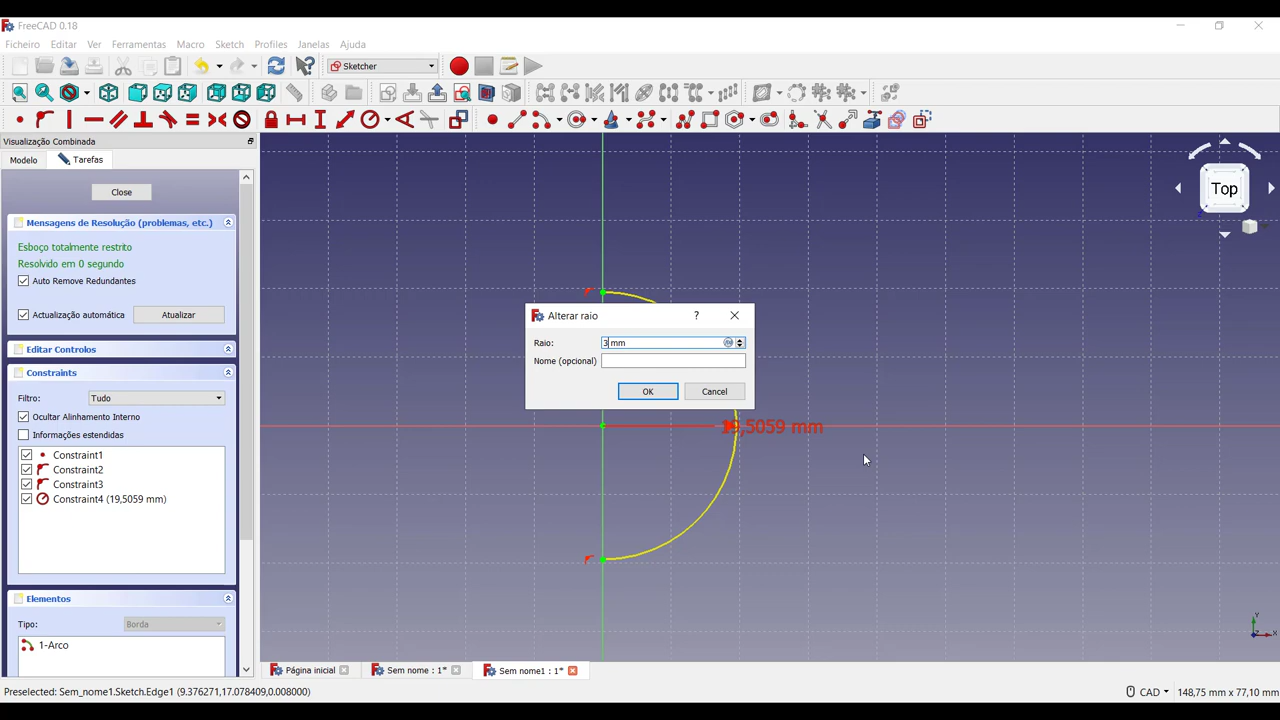 FreeCAD 0.18
Ficheiro Editar Ver Ferramentas Macro Sketch Profiles Janelas Ajuda
Sketcher
Visualização Combinada
Modelo Tarefas
Close
Mensagens de Resolução (problemas, etc.)
Esboço totalmente restrito
Resolvido em 0 segundo
Auto Remove Redundantes
Actualização automática Atualizar
Editar Controlos
Constraints
Filtro: Tudo
Ocultar Alinhamento Interno
Informações estendidas
Constraint1
Constraint2
Constraint3
Constraint4 (19,5059 mm)
Elementos
Tipo: Borda
1-Arco
Top
Alterar raio ?
Raio: 3 mm
Nome (opcional)
OK Cancel
19,5059 mm
Y
Z X
Página inicial Sem nome : 1* Sem nome1 : 1*
Preselected: Sem_nome1.Sketch.Edge1 (9.376271,17.078409,0.008000)
CAD 148,75 mm x 77,10 mm